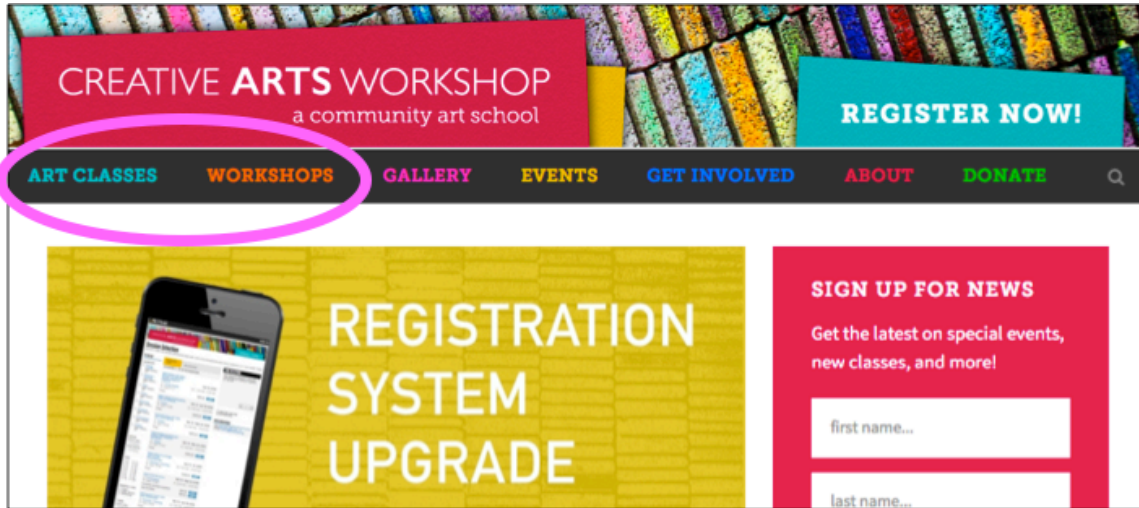 CREATIVE ARTS WORKSHOP
a community art school
REGISTER NOW!
ART CLASSES WORKSHOPS GALLERY EVENTS GET INVOLVED ABOUT DONATE
REGISTRATION
SYSTEM
UPGRADE
SIGN UP FOR NEWS
Get the latest on special events,
new classes, and more!
first name...
last name...